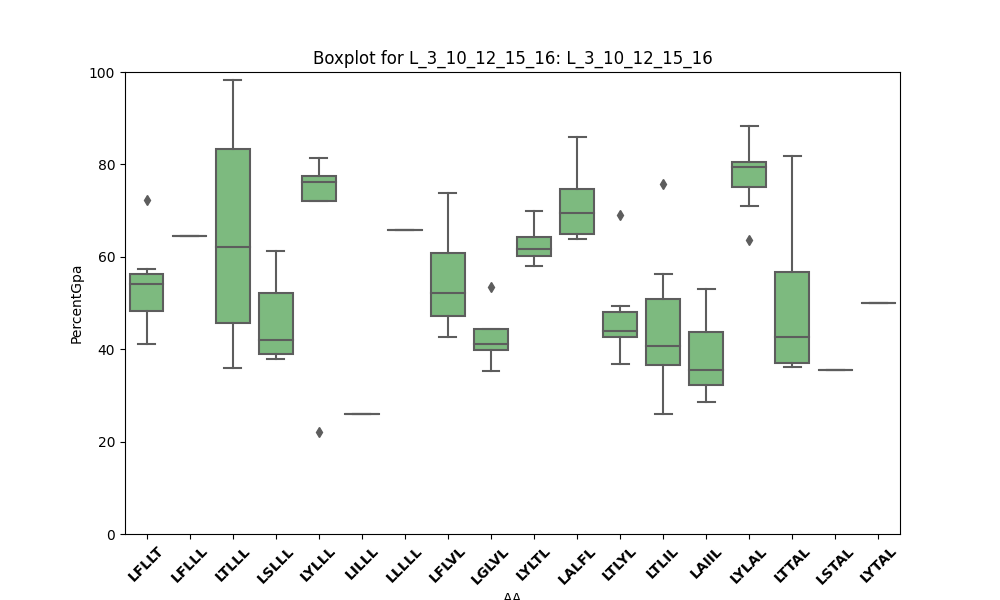 Boxplot for L_3_10_12_15_16: L_3_10_12_15_16
100
80
60
40
20
0
PercentGpa
LFLLT LFLLL LTLLL LSLLL LYLLL LILLL LLLLL LFLVL LGLVL LYLTL LALFL LTLYL LTLIL LAIIL LYLAL LTTAL LSTAL LYTAL
AA